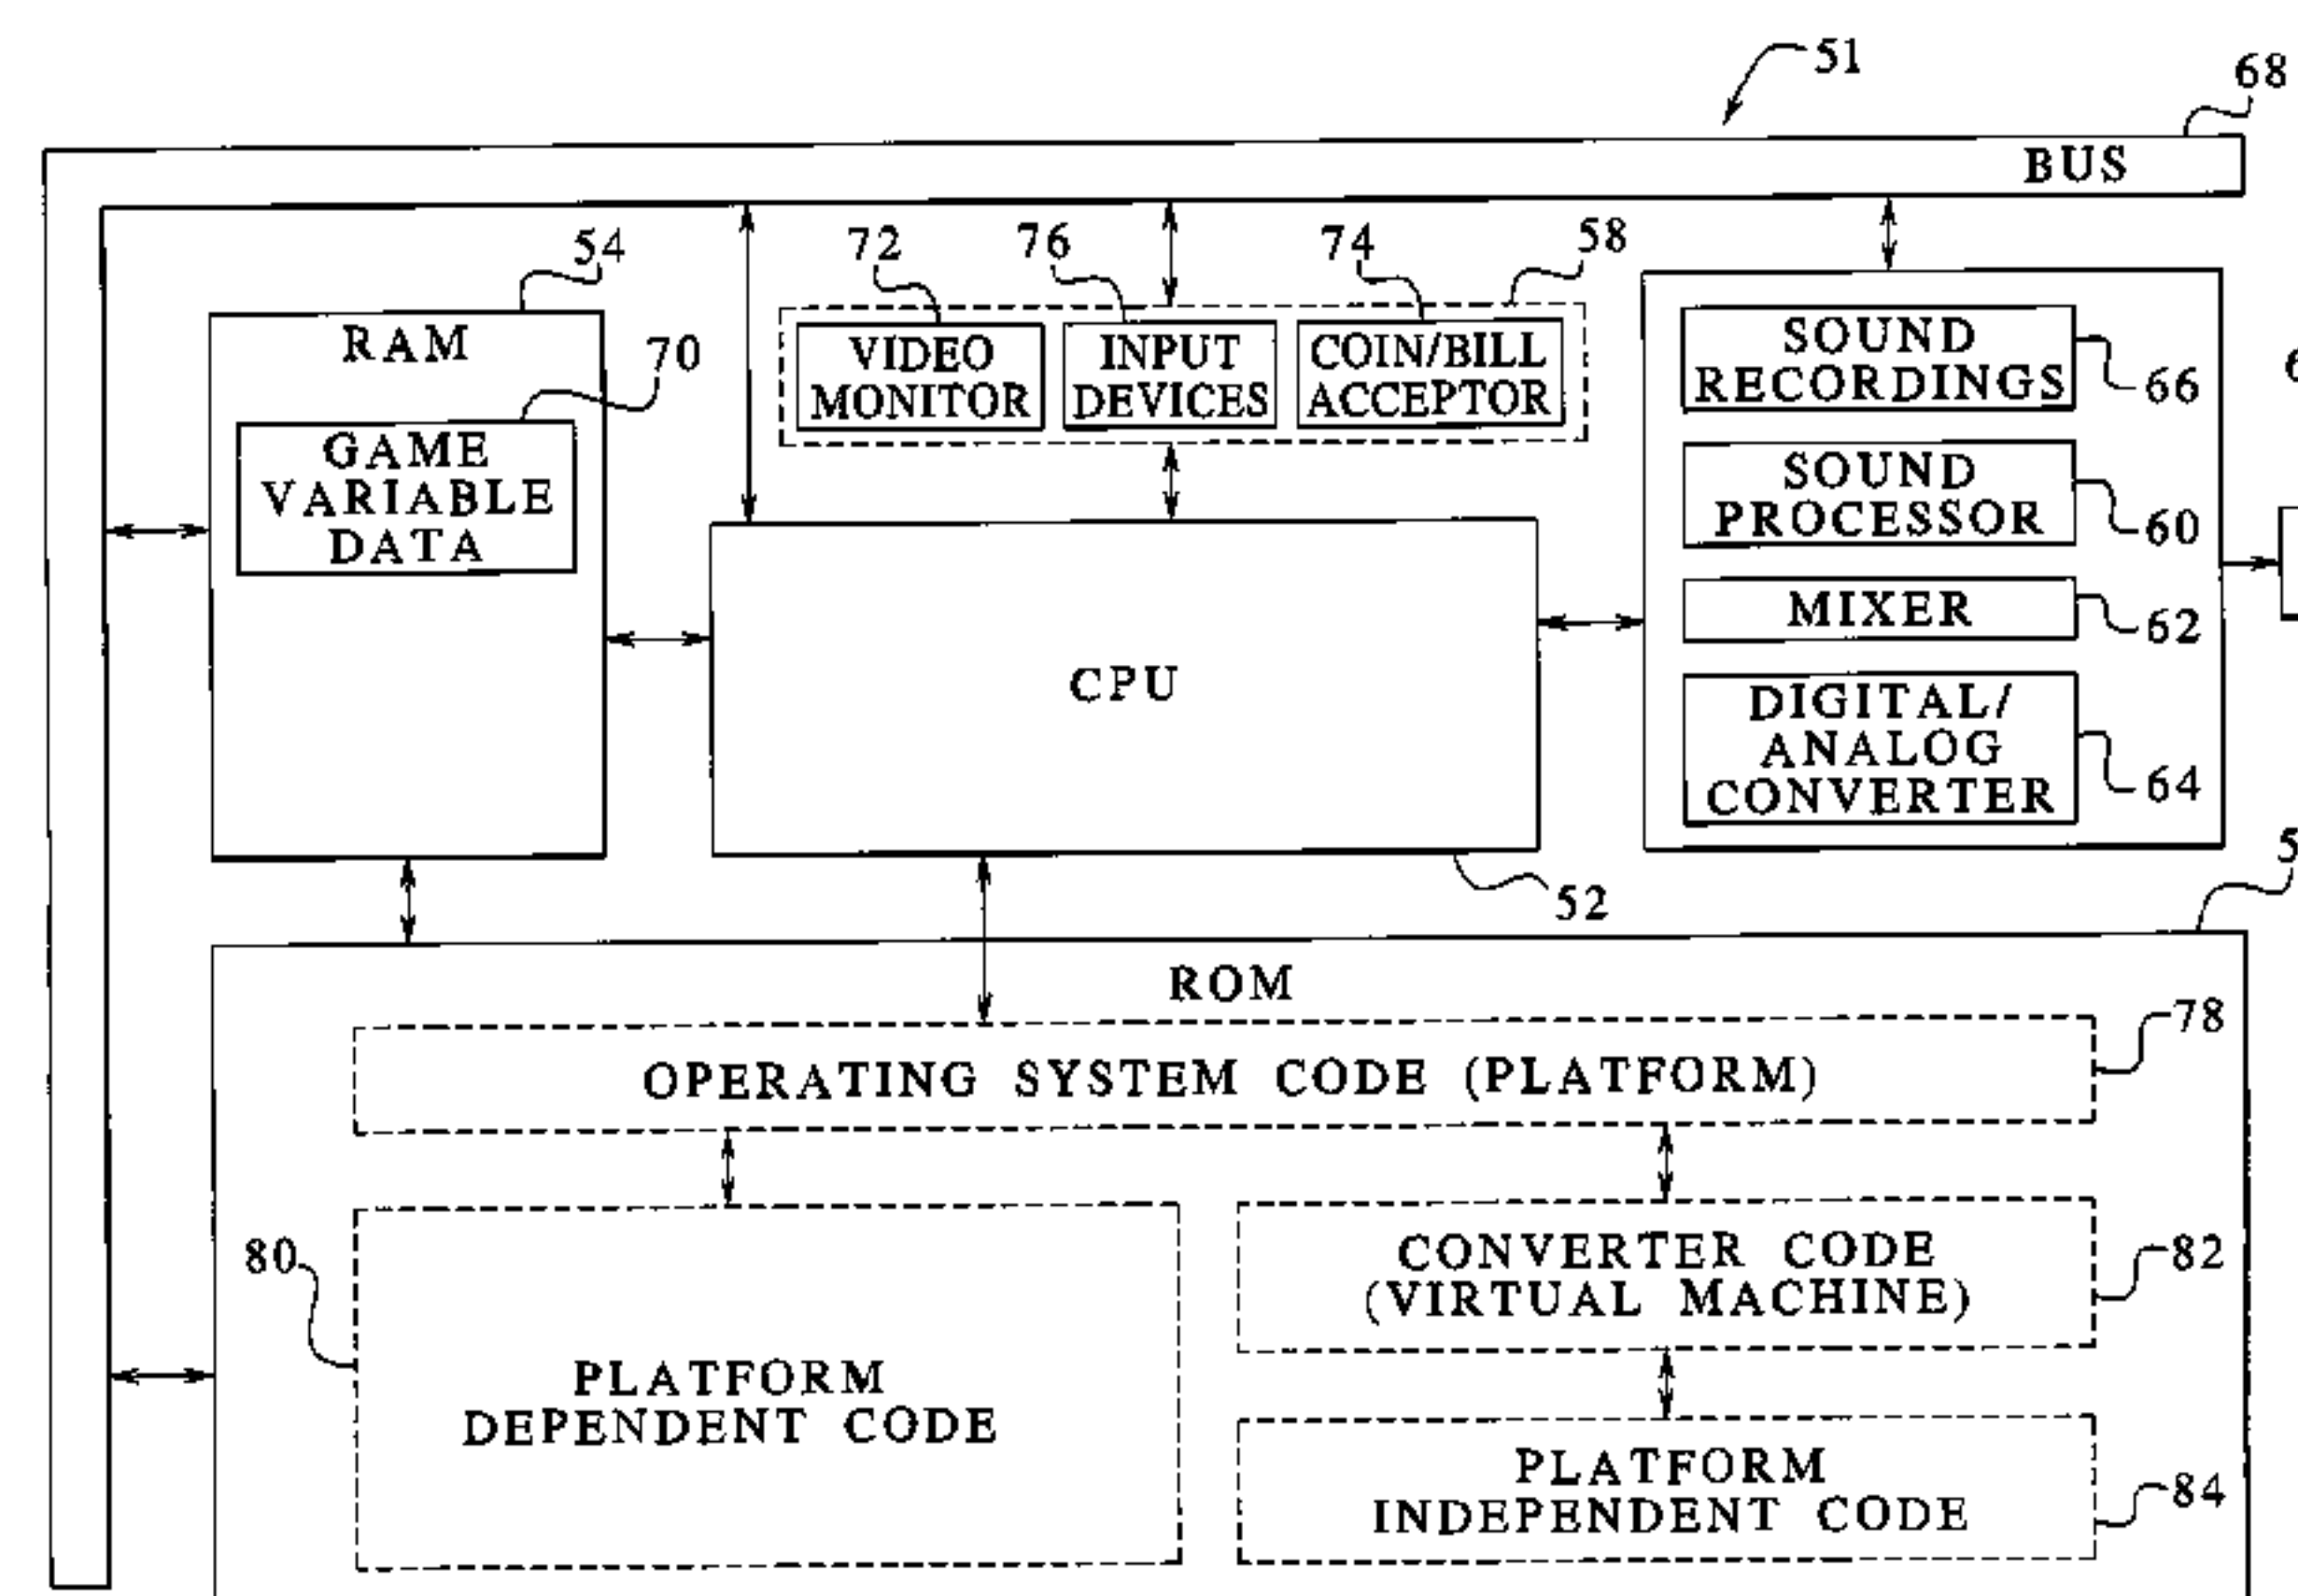 51
68
BUS
54
72
76
74
58
RAM
70
VIDEO
MONITOR
INPUT
DEVICES
COIN/BILL
ACCEPTOR
SOUND
RECORDINGS
66
GAME
VARIABLE
DATA
SOUND
PROCESSOR
60
MIXER
62
CPU
DIGITAL/
ANALOG
CONVERTER
64
52
ROM
78
OPERATING SYSTEM CODE (PLATFORM)
80
CONVERTER CODE
(VIRTUAL MACHINE)
82
PLATFORM
DEPENDENT CODE
PLATFORM
INDEPENDENT CODE
84